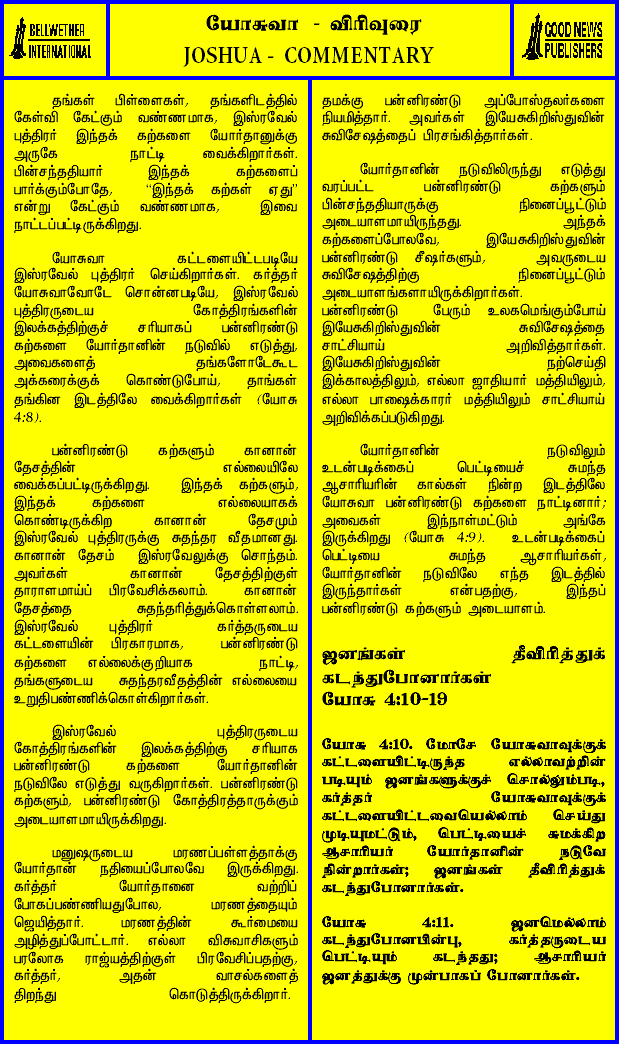 BELLWETHER
INTERNATIONAL
யோசுவா - விரிவுரை
JOSHUA - COMMENTARY
GOOD NEWS
PUBLISHERS
தங்கள் பிள்ளைகள், தங்களிடத்தில்
கேள்வி கேட்கும் வண்ணமாக, இஸ்ரவேல்
புத்திரர் இந்தக் கற்களை யோர்தானுக்கு
அருகே நாட்டி வைக்கிறார்கள்.
பின்சந்ததியார் இந்தக் கற்களைப்
பார்க்கும்போதே, “இந்தக் கற்கள் ஏது”
என்று கேட்கும் வண்ணமாக, இவை
நாட்டப்பட்டிருக்கிறது.
யோசுவா கட்டளையிட்டபடியே
இஸ்ரவேல் புத்திரர் செய்கிறார்கள். கர்த்தர்
யோசுவாவோடே சொன்னபடியே, இஸ்ரவேல்
புத்திரருடைய கோத்திரங்களின்
இலக்கத்திற்குச் சரியாகப் பன்னிரண்டு
கற்களை யோர்தானின் நடுவில் எடுத்து,
அவைகளைத் தங்களோடேகூட
அக்கரைக்குக் கொண்டுபோய், தாங்கள்
தங்கின இடத்திலே வைக்கிறார்கள் (யோசு
4:8).
பன்னிரண்டு கற்களும் கானான்
தேசத்தின் எல்லையிலே
வைக்கப்பட்டிருக்கிறது. இந்தக் கற்களும்,
இந்தக் கற்களை எல்லையாகக்
கொண்டிருக்கிற கானான் தேசமும்
இஸ்ரவேல் புத்திரருக்கு சுதந்தர வீதமானது.
கானான் தேசம் இஸ்ரவேலுக்கு சொந்தம்.
அவர்கள் கானான் தேசத்திற்குள்
தாராளமாய்ப் பிரவேசிக்கலாம். கானான்
தேசத்தை சுதந்தரித்துக்கொள்ளலாம்.
இஸ்ரவேல் புத்திரர் கர்த்தருடைய
கட்டளையின் பிரகாரமாக, பன்னிரண்டு
கற்களை எல்லைக்குறியாக நாட்டி,
தங்களுடைய சுதந்தரவீதத்தின் எல்லையை
உறுதிபண்ணிக்கொள்கிறார்கள்.
இஸ்ரவேல் புத்திரருடைய
கோத்திரங்களின் இலக்கத்திற்கு சரியாக
பன்னிரண்டு கற்களை யோர்தானின்
நடுவிலே எடுத்து வருகிறார்கள். பன்னிரண்டு
கற்களும், பன்னிரண்டு கோத்திரத்தாருக்கும்
அடையாளமாயிருக்கிறது.
மனுஷருடைய மரணப்பள்ளத்தாக்கு
யோர்தான் நதியைப்போலவே இருக்கிறது.
கர்த்தர் யோர்தானை வற்றிப்
போகப்பண்ணியதுபோல, மரணத்தையும்
ஜெயித்தார். மரணத்தின் கூர்மையை
அழித்துப்போட்டார். எல்லா விசுவாசிகளும்
பரலோக ராஜ்யத்திற்குள் பிரவேசிப்பதற்கு,
கர்த்தர், அதன் வாசல்களைத்
திறந்து கொடுத்திருக்கிறார்.
தமக்கு பன்னிரண்டு அப்போஸ்தலர்களை
நியமித்தார். அவர்கள் இயேசுகிறிஸ்துவின்
சுவிசேஷத்தைப் பிரசங்கித்தார்கள்.
யோர்தானின் நடுவிலிருந்து எடுத்து
வரப்பட்ட பன்னிரண்டு கற்களும்
பின்சந்ததியாருக்கு நினைப்பூட்டும்
அடையாளமாயிருந்தது. அந்தக்
கற்களைப்போலவே, இயேசுகிறிஸ்துவின்
பன்னிரண்டு சீஷர்களும், அவருடைய
சுவிசேஷத்திற்கு நினைப்பூட்டும்
அடையாளங்களாயிருக்கிறார்கள்.
பன்னிரண்டு பேரும் உலகமெங்கும்போய்
இயேசுகிறிஸ்துவின் சுவிசேஷத்தை
சாட்சியாய் அறிவித்தார்கள்.
இயேசுகிறிஸ்துவின் நற்செய்தி
இக்காலத்திலும், எல்லா ஜாதியார் மத்தியிலும்,
எல்லா பாஷைக்காரர் மத்தியிலும் சாட்சியாய்
அறிவிக்கப்படுகிறது.
யோர்தானின் நடுவிலும்
உடன்படிக்கைப் பெட்டியைச் சுமந்த
ஆசாரியரின் கால்கள் நின்ற இடத்திலே
யோசுவா பன்னிரண்டு கற்களை நாட்டினார்;
அவைகள் இந்நாள்மட்டும் அங்கே
இருக்கிறது (யோசு 4:9). உடன்படிக்கைப்
பெட்டியை சுமந்த ஆசாரியர்கள்,
யோர்தானின் நடுவிலே எந்த இடத்தில்
இருந்தார்கள் என்பதற்கு, இந்தப்
பன்னிரண்டு கற்களும் அடையாளம்.
ஜனங்கள் தீவிரித்துக்
கடந்துபோனார்கள்
யோசு 4:10-19
யோசு 4:10. மோசே யோசுவாவுக்குக்
கட்டளையிட்டிருந்த எல்லாவற்றின்
படியும் ஜனங்களுக்குச் சொல்லும்படி,
கர்த்தர் யோசுவாவுக்குக்
கட்டளையிட்டவையெல்லாம் செய்து
முடியுமட்டும், பெட்டியைச் சுமக்கிற
ஆசாரியர் யோர்தானின் நடுவே
நின்றார்கள்; ஜனங்கள் தீவிரித்துக்
கடந்துபோனார்கள்.
யோசு 4:11. ஜனமெல்லாம்
கடந்துபோனபின்பு, கர்த்தருடைய
பெட்டியும் கடந்தது; ஆசாரியர்
ஜனத்துக்கு முன்பாகப் போனார்கள்.